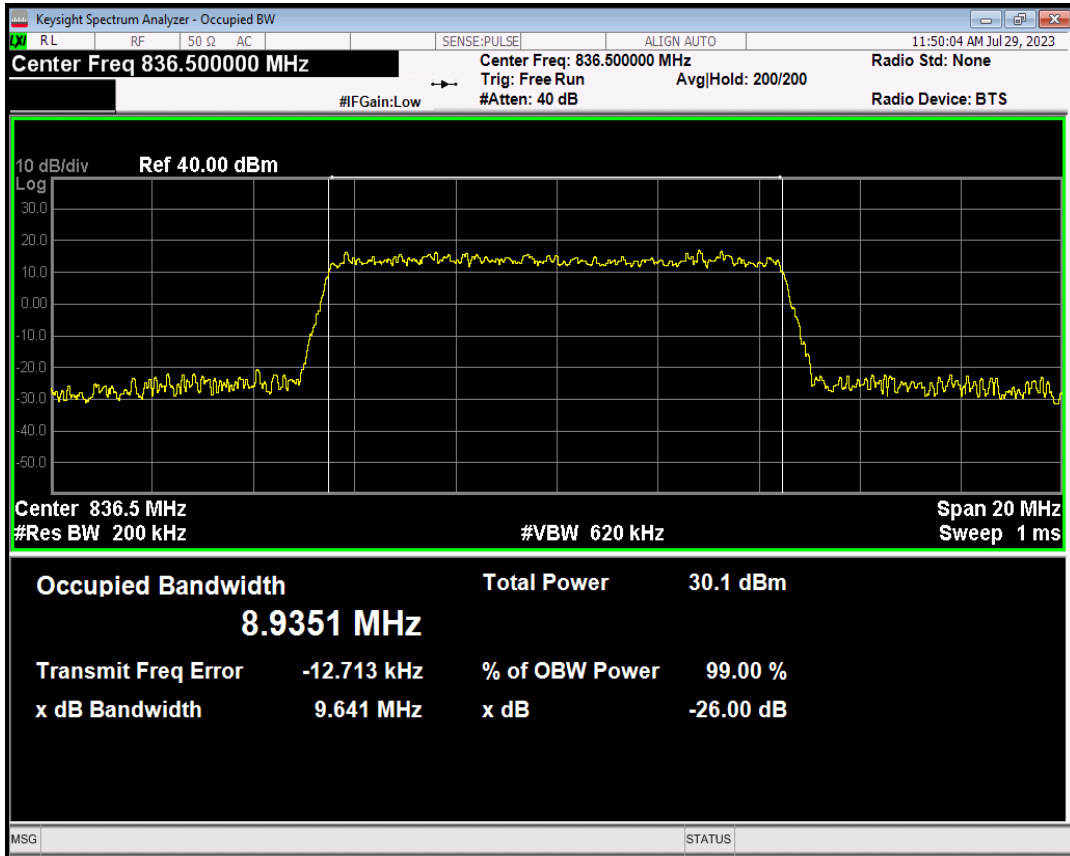 Keysight Spectrum Analyzer - Occupied BW
LXI RL RF 50 Ω AC SENSE:PULSE ALIGN AUTO 11:50:04 AM Jul 29, 2023
Center Freq 836.500000 MHz Center Freq: 836.500000 MHz Radio Std: None
Trig: Free Run Avg|Hold: 200/200
#IFGain:Low #Atten: 40 dB Radio Device: BTS
10 dB/div Ref 40.00 dBm
Log
30.0
20.0
10.0
0.00
-10.0
-20.0
-30.0
-40.0
-50.0
Center 836.5 MHz Span 20 MHz
#Res BW 200 kHz #VBW 620 kHz Sweep 1 ms
Occupied Bandwidth Total Power 30.1 dBm
8.9351 MHz
Transmit Freq Error -12.713 kHz % of OBW Power 99.00 %
x dB Bandwidth 9.641 MHz x dB -26.00 dB
MSG STATUS